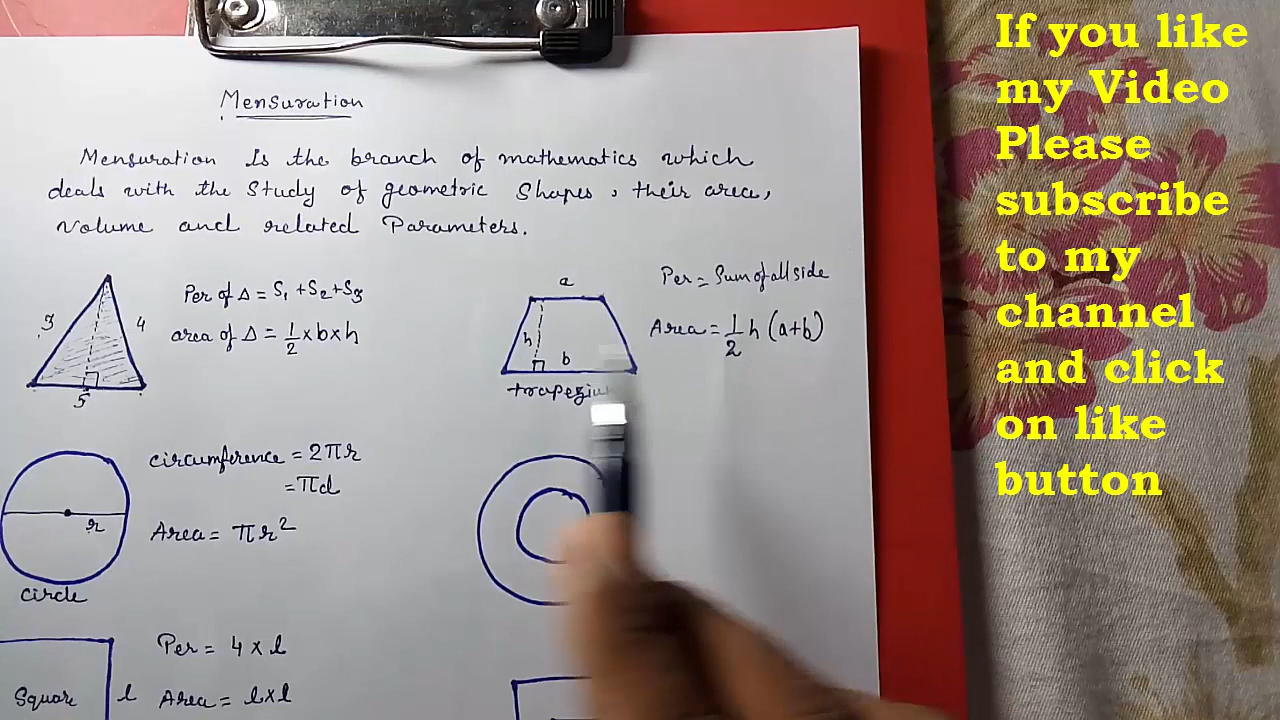 Mensuration
Mensuration Is the branch of mathematics which
deals with the Study of geometric Shapes, their area,
Volume and related Parameters.
Per of Δ = S₁ + S₂ + S₃
area of Δ = 1/2 × b × h
3
4
5
a
h
b
trapeziu
Per = Sum of all side
Area = 1/2 h (a+b)
circumference = 2πr
= πd
Area = πr²
r
circle
Per = 4 × l
Area = l × l
Square
l
If you like
my Video
Please
subscribe
to my
channel
and click
on like
button